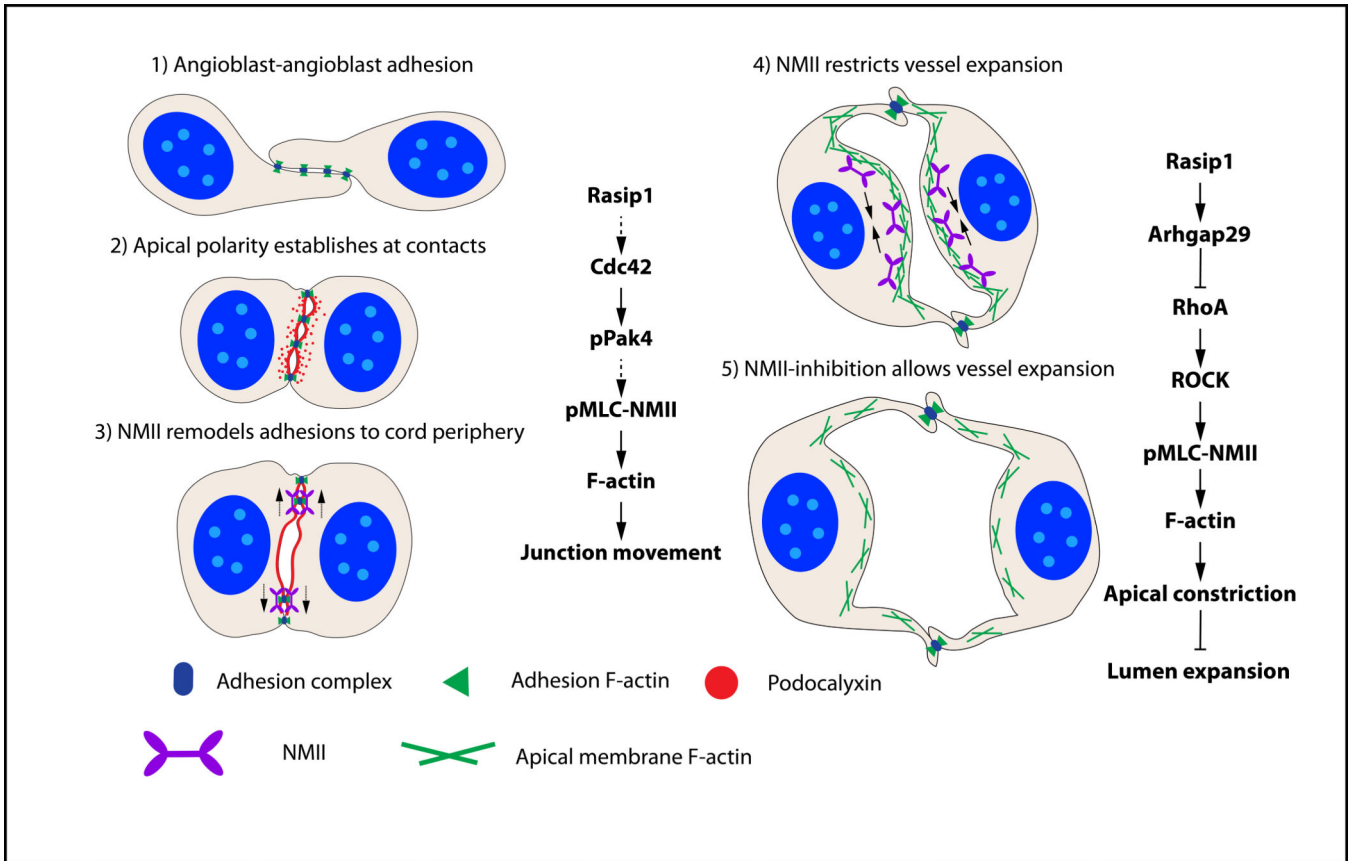 1) Angioblast-angioblast adhesion
2) Apical polarity establishes at contacts
3) NMII remodels adhesions to cord periphery
Rasip1
Cdc42
pPak4
pMLC-NMII
F-actin
Junction movement
4) NMII restricts vessel expansion
5) NMII-inhibition allows vessel expansion
Rasip1
Arhgap29
RhoA
ROCK
pMLC-NMII
F-actin
Apical constriction
Lumen expansion
Adhesion complex
Adhesion F-actin
Podocalyxin
NMII
Apical membrane F-actin